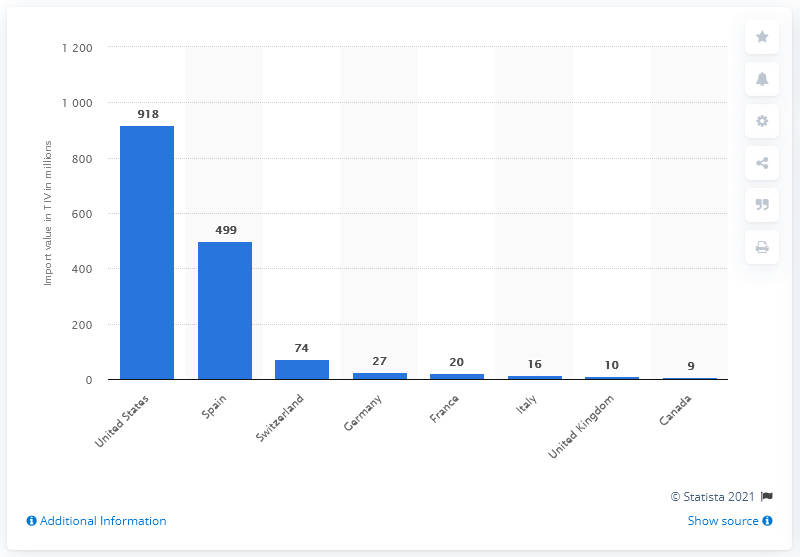 1 200
1 000
800
600
400
200
0
Import value in TIV in millions
918
499
74
27
20
16
10
9
United States
Spain
Switzerland
Germany
France
Italy
United Kingdom
Canada
© Statista 2021
Additional Information
Show source